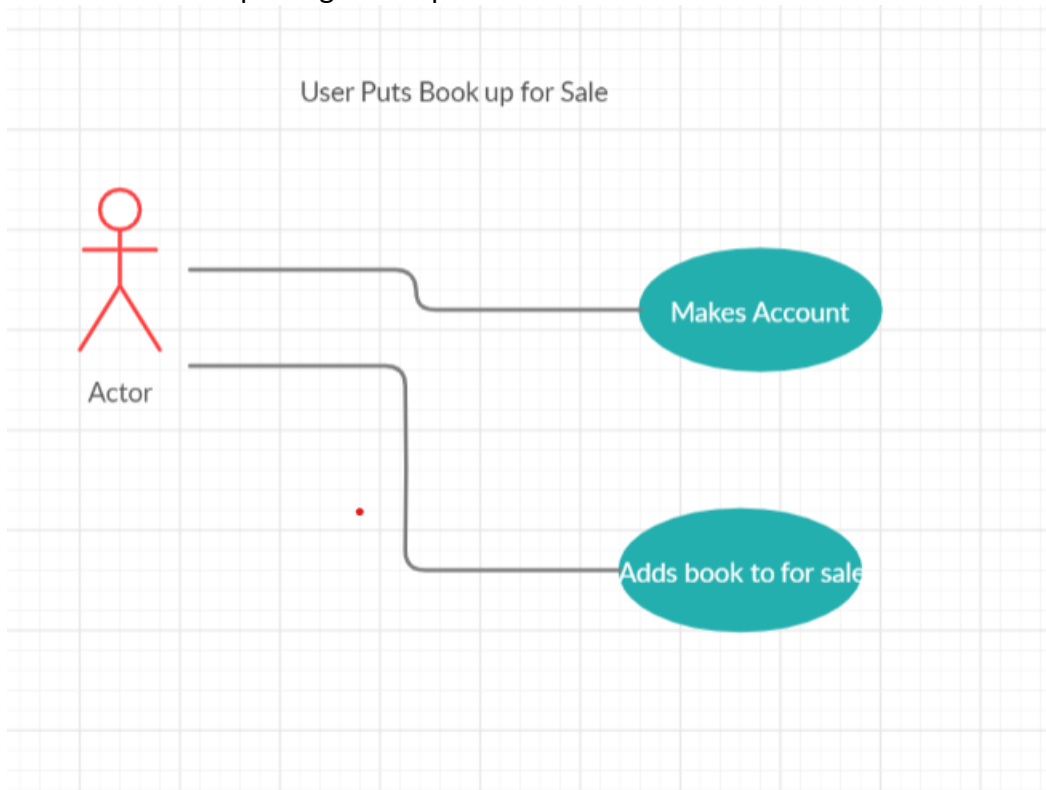 User Puts Book up for Sale
Makes Account
Actor
Adds book to for sale